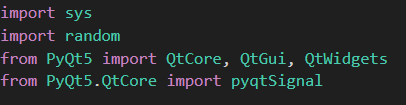 import sys
import random
from PyQt5 import QtCore, QtGui, QtWidgets
from PyQt5.QtCore import pyqtSignal